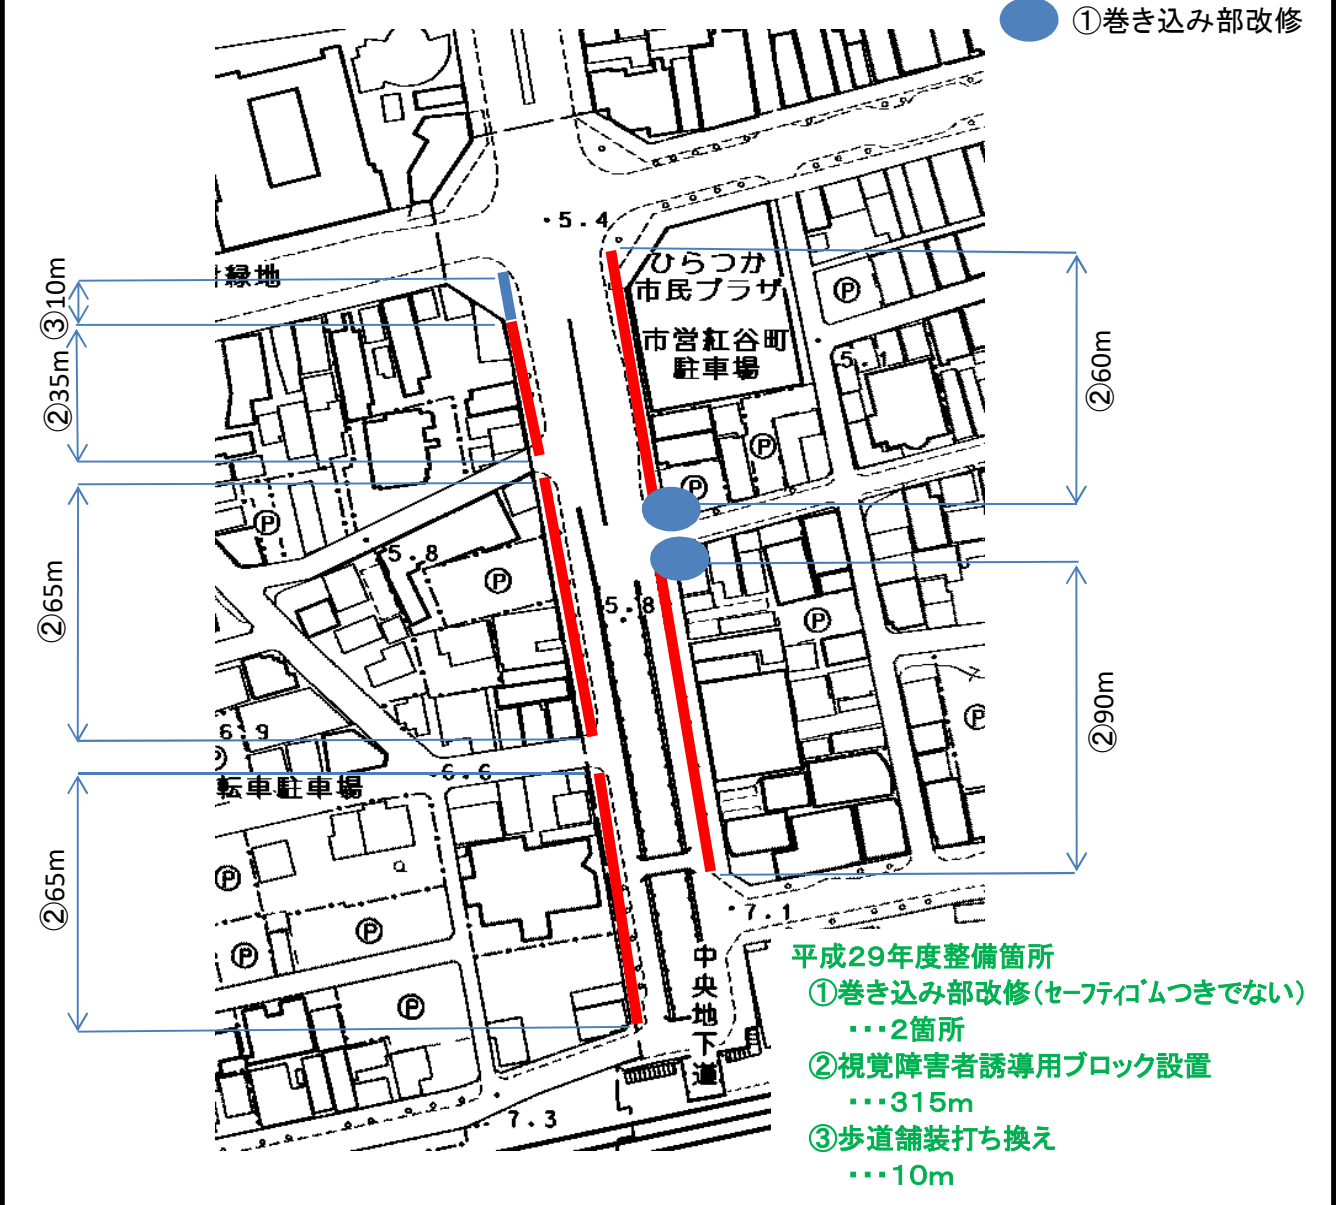 ①巻き込み部改修
5.4
緑地
ひらつか
市民プラザ
P
市営紅谷町
駐車場
5.1
③10m
②35m
②60m
P
P
P
5.8
P
②65m
5.8
P
②90m
P
6.9
P
転車駐車場
6.6
②65m
P
P
P
P
7.1
中央地下道
7.3
平成29年度整備箇所
①巻き込み部改修(セーフティゴムつきでない)
・・・2箇所
②視覚障害者誘導用ブロック設置
・・・315m
③歩道舗装打ち換え
・・・10m